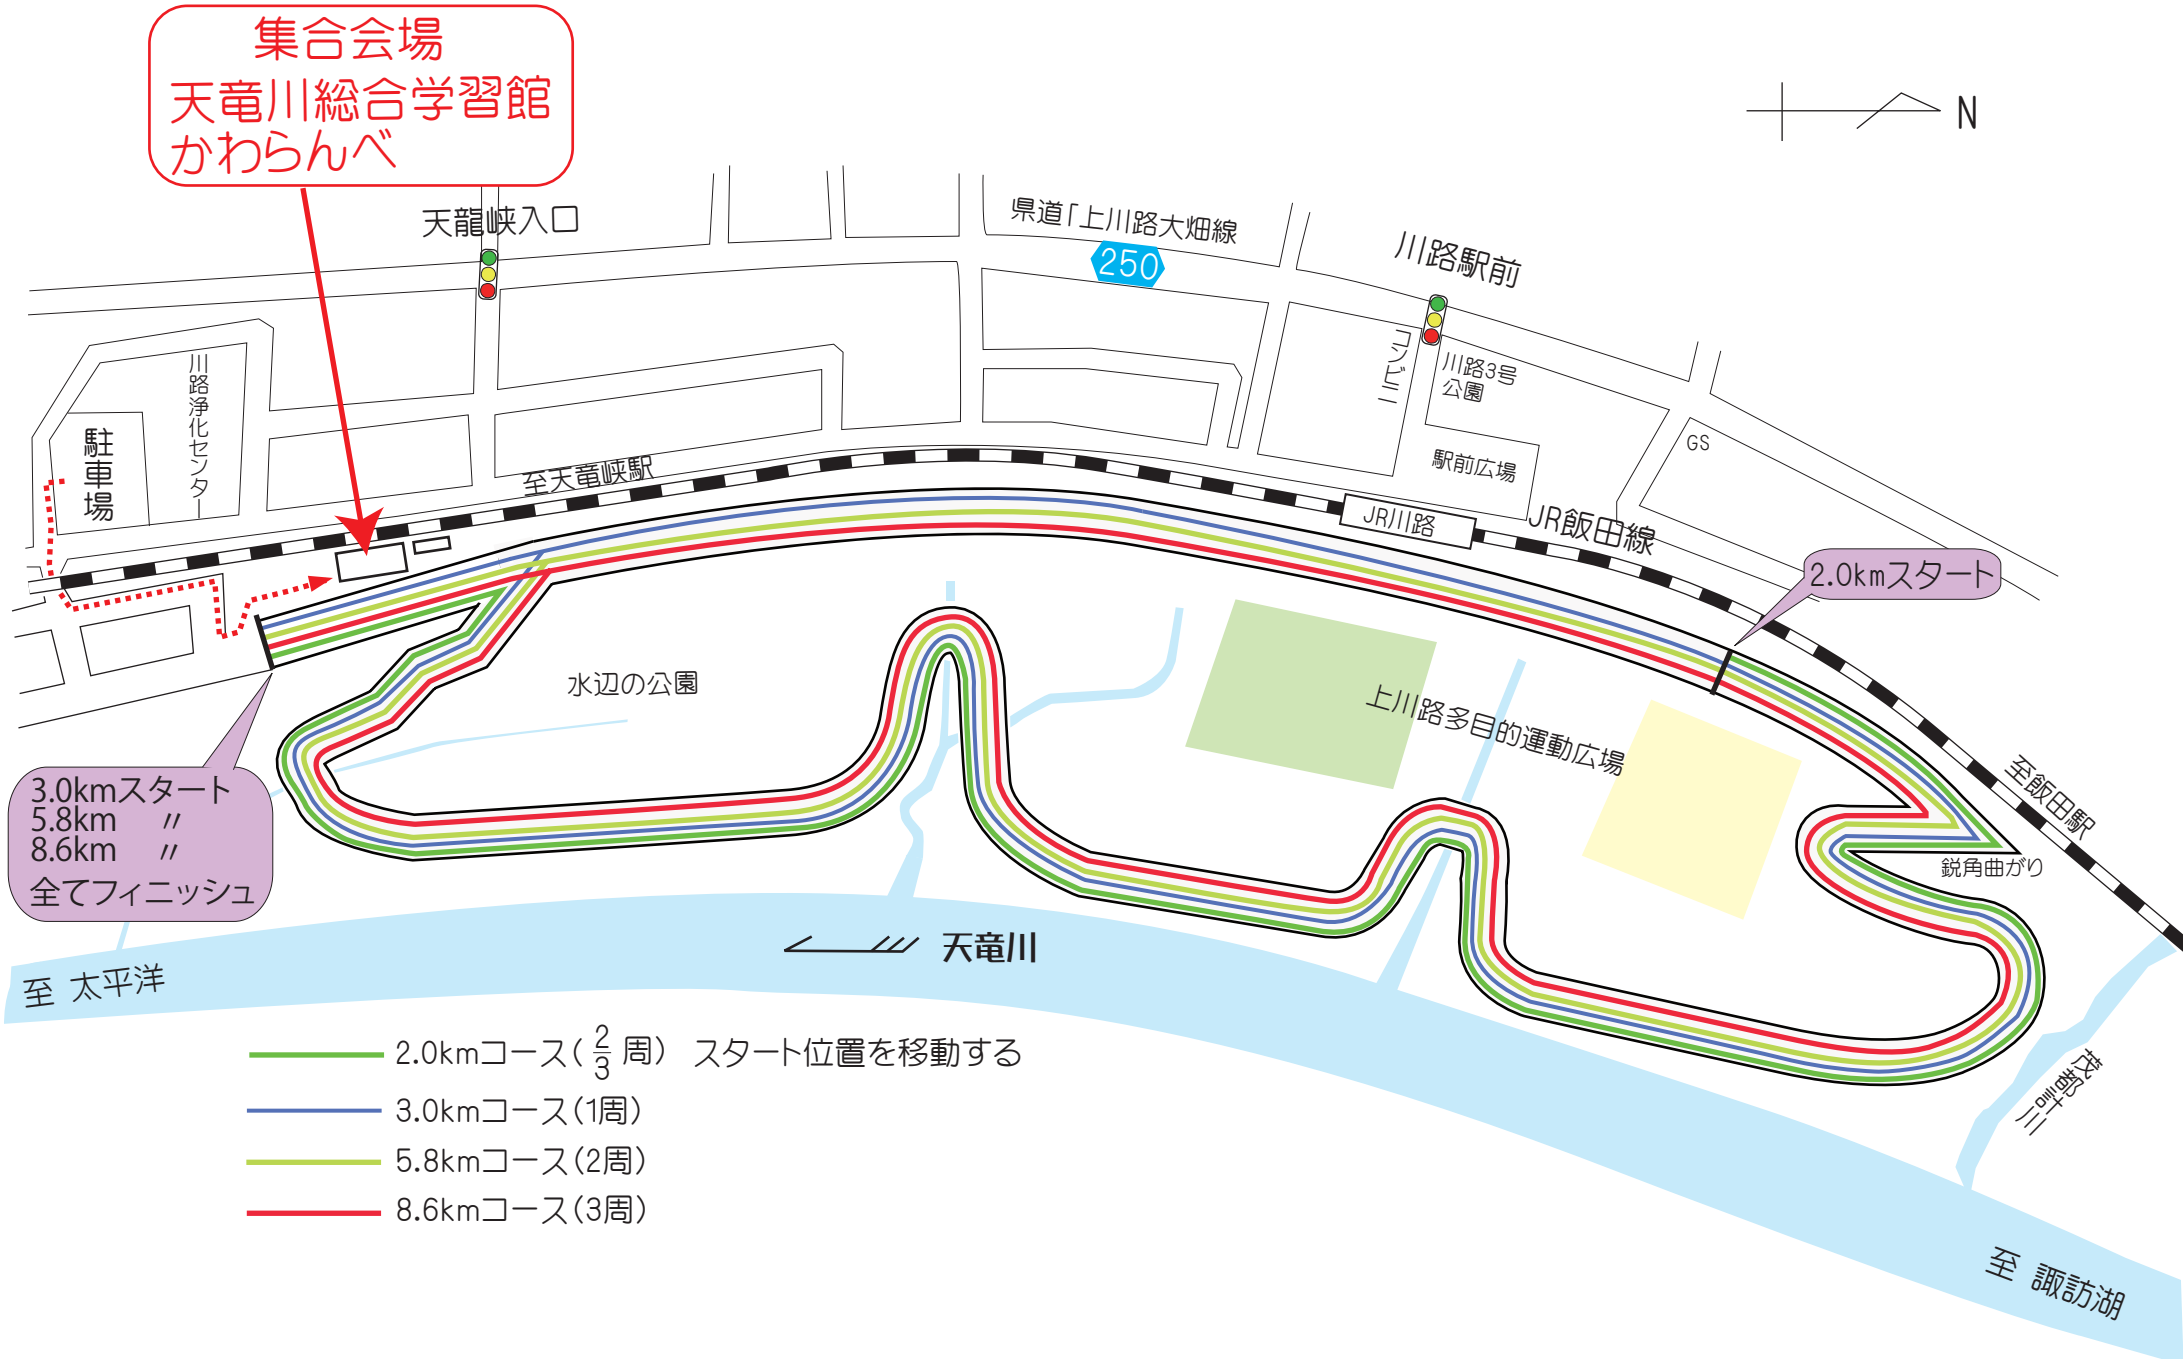 集合会場
天竜川総合学習館
かわらんべ
N
天龍峡入口
県道「上川路大畑線
250
川路駅前
コンビニ
川路3号
公園
川路浄化センター
駐車場
GS
駅前広場
至天竜峡駅
JR川路
JR飯田線
2.0kmスタート
水辺の公園
上川路多目的運動広場
至飯田駅
3.0kmスタート
5.8km 〃
8.6km 〃
全てフィニッシュ
鋭角曲がり
天竜川
至 太平洋
2.0kmコース(2/3周) スタート位置を移動する
3.0kmコース(1周)
5.8kmコース(2周)
8.6kmコース(3周)
茂都計川
至 諏訪湖